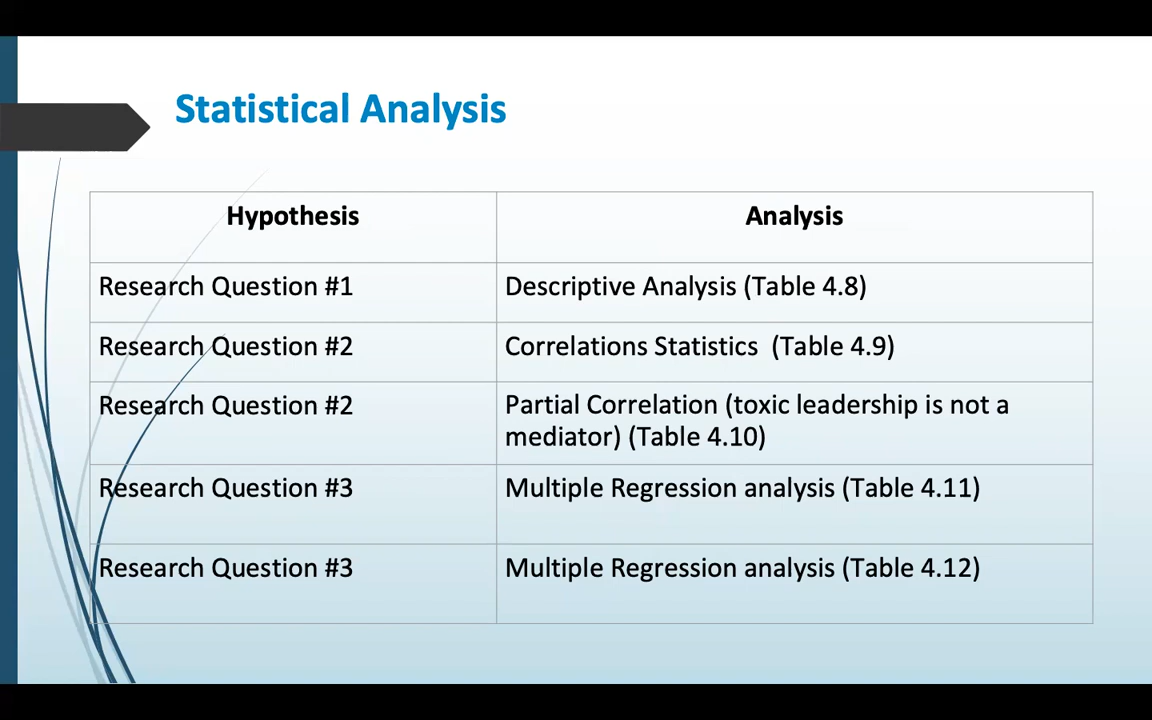 Statistical Analysis
Hypothesis
Analysis
Research Question #1
Descriptive Analysis (Table 4.8)
Research Question #2
Correlations Statistics  (Table 4.9)
Research Question #2
Partial Correlation (toxic leadership is not a
mediator) (Table 4.10)
Research Question #3
Multiple Regression analysis (Table 4.11)
Research Question #3
Multiple Regression analysis (Table 4.12)